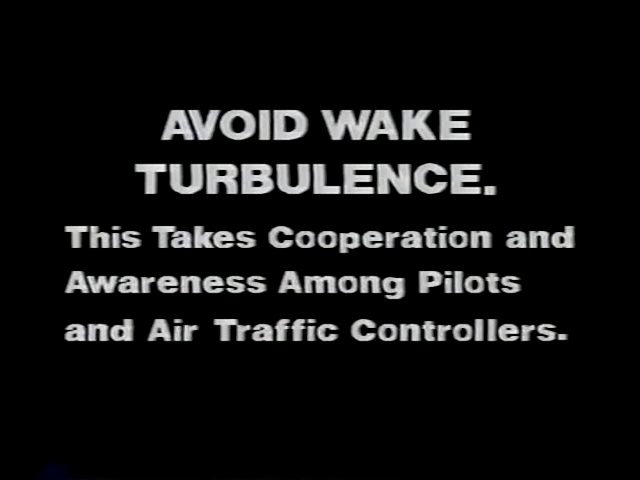 AVOID WAKE
TURBULENCE.
This Takes Cooperation and
Awareness Among Pilots
and Air Traffic Controllers.